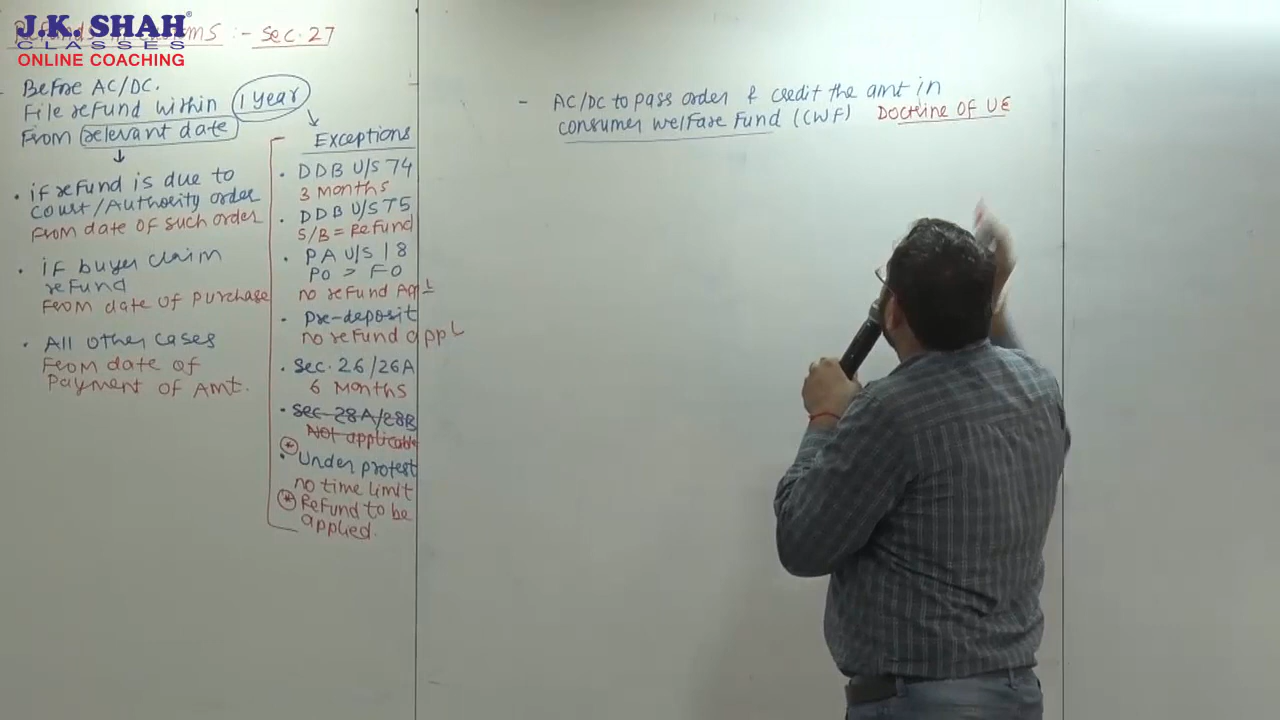 J.K. SHAH®
CLASSES
ONLINE COACHING
:- Sec. 27
- Before AC/DC.
File refund within 1 year
From relevant date
• if refund is due to
Court/Authority order
From date of such order
• if buyer claim
refund
From date of purchase
• All other cases
From date of
Payment of Amt.
Exceptions
• DDB U/S 74
3 Months
• DDB U/S 75
S/B = Refund
• PA U/S 18
PD > FD
no refund App L
• Pre-deposit
no refund app L
• Sec. 26/26A
6 Months
• Sec 28A/28B
Not applicable
• Under protest
no time limit
Refund to be
applied.
- AC/DC to pass order & credit the amt in
consumer welfare Fund (CWF) Doctrine of UE